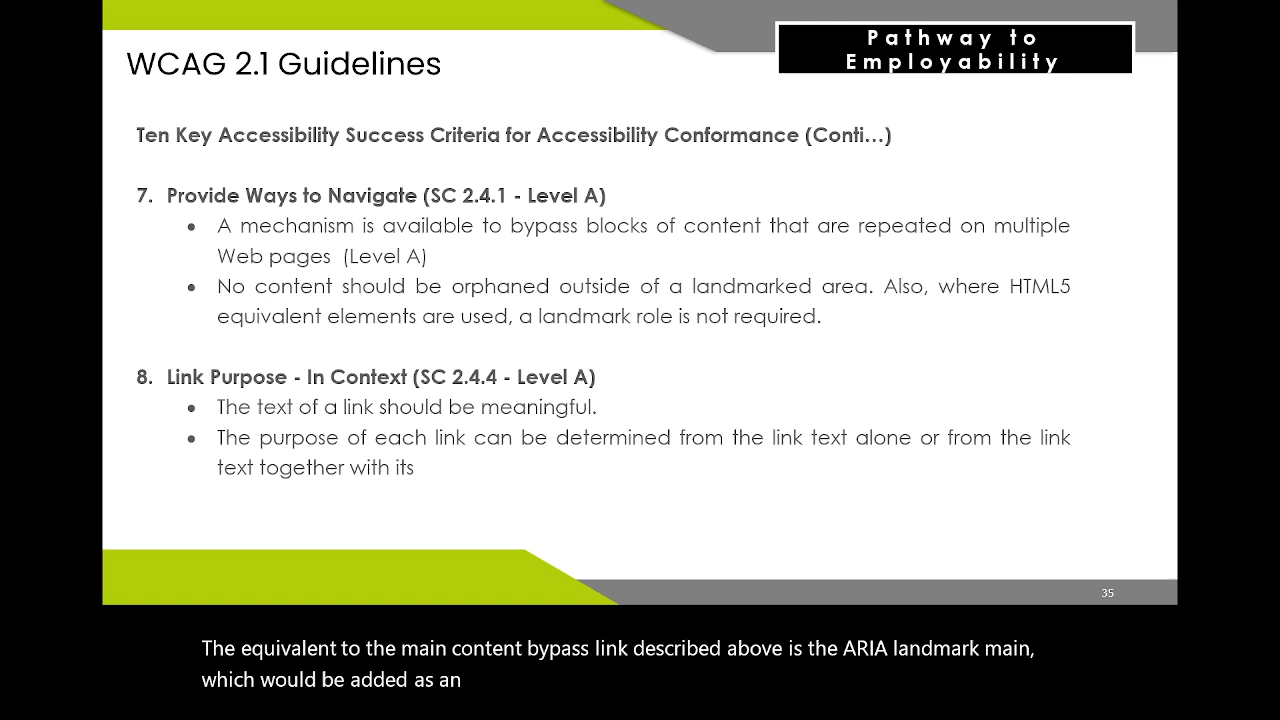 Pathway to
Employability
WCAG 2.1 Guidelines
Ten Key Accessibility Success Criteria for Accessibility Conformance (Conti...)
7. Provide Ways to Navigate (SC 2.4.1 - Level A)
• A mechanism is available to bypass blocks of content that are repeated on multiple
Web pages (Level A)
• No content should be orphaned outside of a landmarked area. Also, where HTML5
equivalent elements are used, a landmark role is not required.
8. Link Purpose - In Context (SC 2.4.4 - Level A)
• The text of a link should be meaningful.
• The purpose of each link can be determined from the link text alone or from the link
text together with its
35
The equivalent to the main content bypass link described above is the ARIA landmark main,
which would be added as an